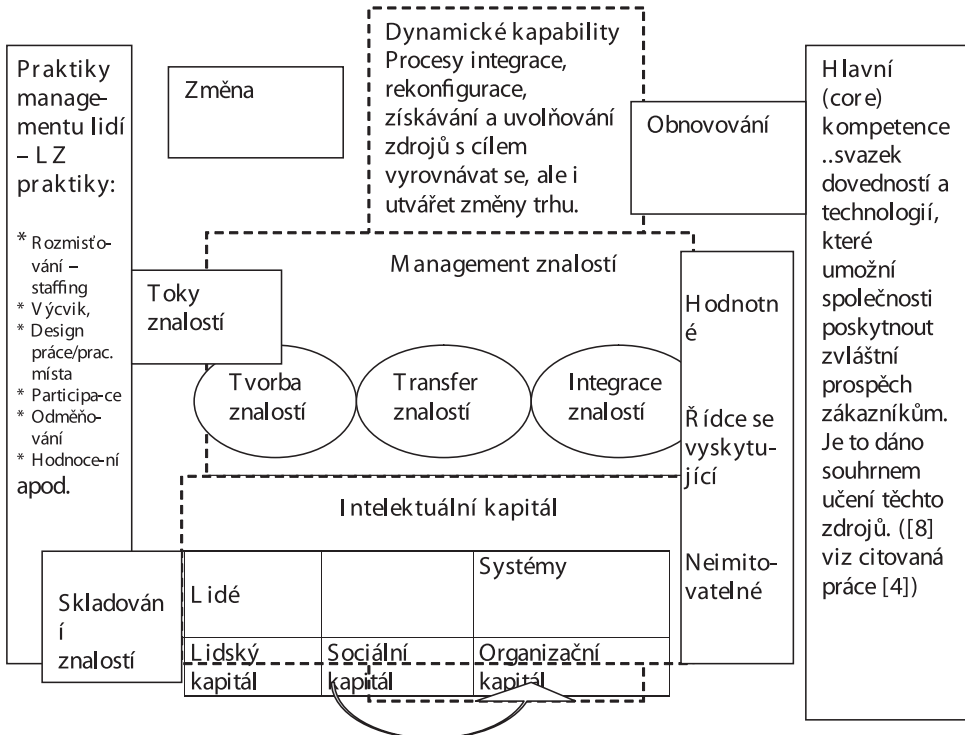 Praktiky
manage-
mentu lidí
– LZ
praktiky:
* Rozmisťo-
vání –
staffing
* Výcvik,
* Design
práce/prac.
místa
* Participa-ce
* Odměňo-
vání
* Hodnoce-ní
apod.
Změna
Dynamické kapability
Procesy integrace,
rekonfigurace,
získávání a uvolňování
zdrojů s cílem
vyrovnávat se, ale i
utvářet změny trhu.
Obnovování
Toky
znalostí
Management znalostí
Tvorba
znalostí
Transfer
znalostí
Integrace
znalostí
Hodnotn
é
Řídce se
vyskytu-
jící
Neimito-
vatelné
Intelektuální kapitál
Skladován
í
znalostí
Lidé
Systémy
Lidský
kapitál
Sociální
kapitál
Organizační
kapitál
Hlavní
(core)
kompetence
..svazek
dovedností a
technologií,
které
umožní
společnosti
poskytnout
zvláštní
prospěch
zákazníkům.
Je to dáno
souhrnem
učení těchto
zdrojů. ([8]
viz citovaná
práce [4])